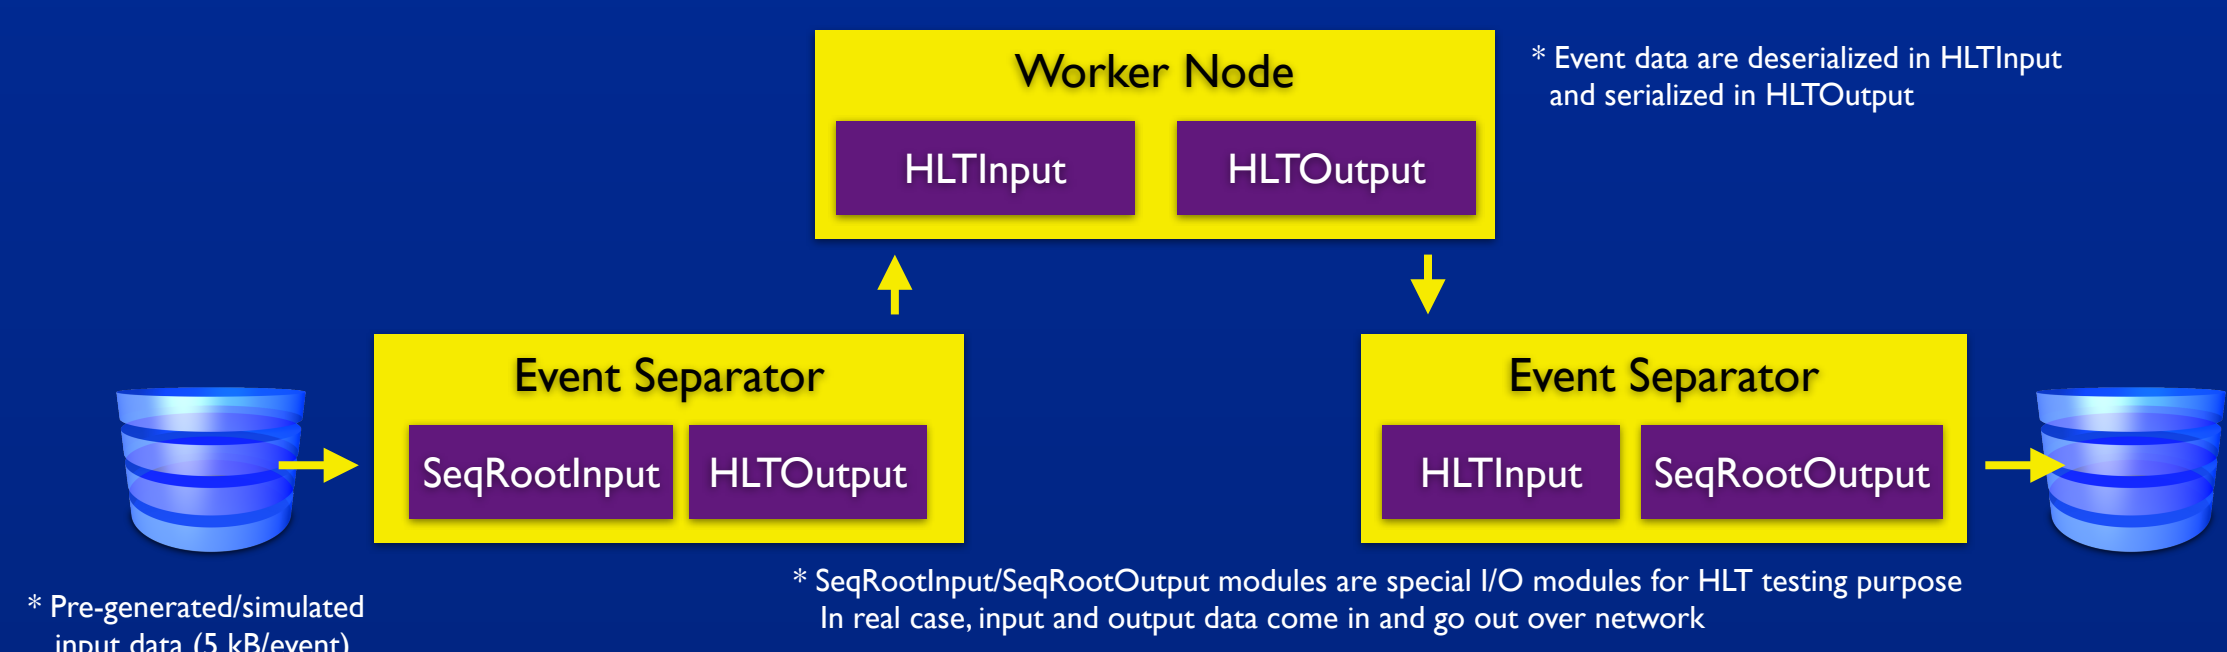 Worker Node
HLTInput
HLTOutput
* Event data are deserialized in HLTInput
and serialized in HLTOutput
Event Separator
SeqRootInput
HLTOutput
Event Separator
HLTInput
SeqRootOutput
* SeqRootInput/SeqRootOutput modules are special I/O modules for HLT testing purpose
In real case, input and output data come in and go out over network
* Pre-generated/simulated
input data (5 kB/event)